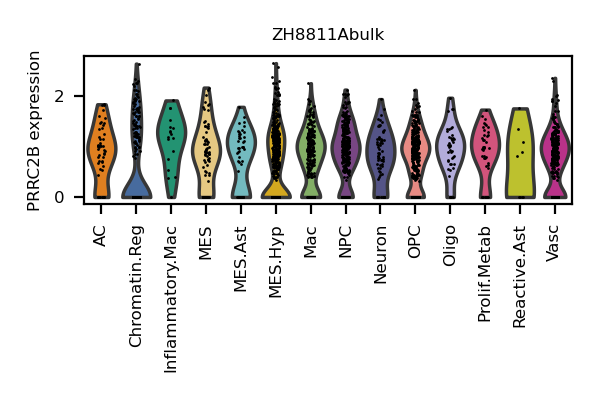 ZH8811Abulk
PRRC2B expression
2
0
AC
Chromatin.Reg
Inflammatory.Mac
MES
MES.Ast
MES.Hyp
Mac
NPC
Neuron
OPC
Oligo
Prolif.Metab
Reactive.Ast
Vasc